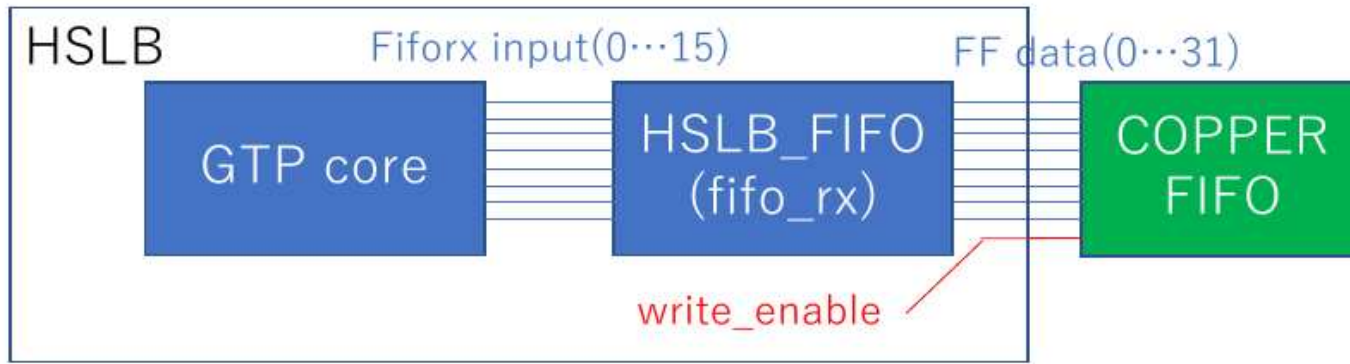 HSLB
Fiforx input(0⋯15)
FF data(0⋯31)
GTP core
HSLB_FIFO
(fifo_rx)
COPPER
FIFO
write_enable